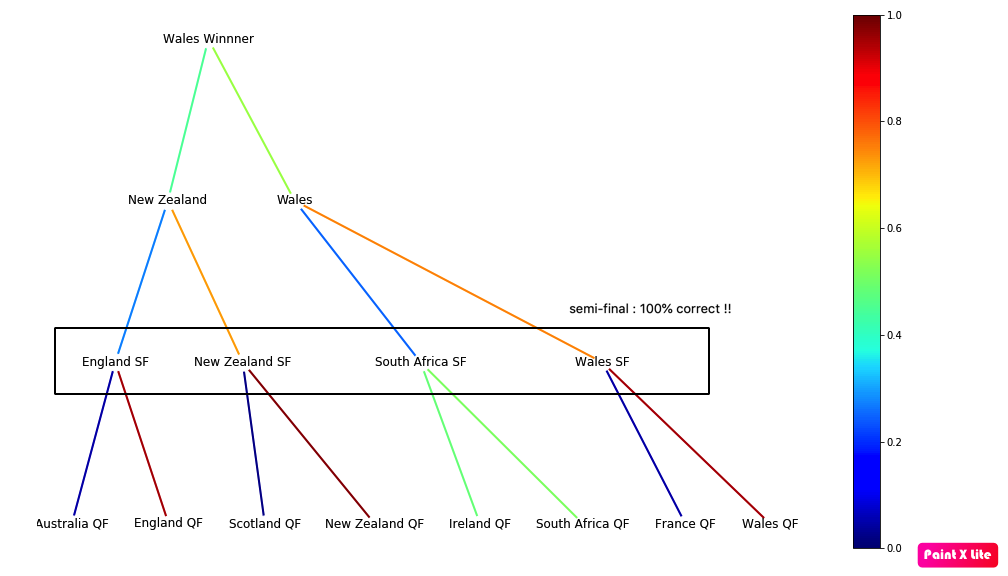 Wales Winnner
New Zealand
Wales
semi-final : 100% correct !!
England SF
New Zealand SF
South Africa SF
Wales SF
Australia QF
England QF
Scotland QF
New Zealand QF
Ireland QF
South Africa QF
France QF
Wales QF
1.0
0.8
0.6
0.4
0.2
0.0
Paint X Lite